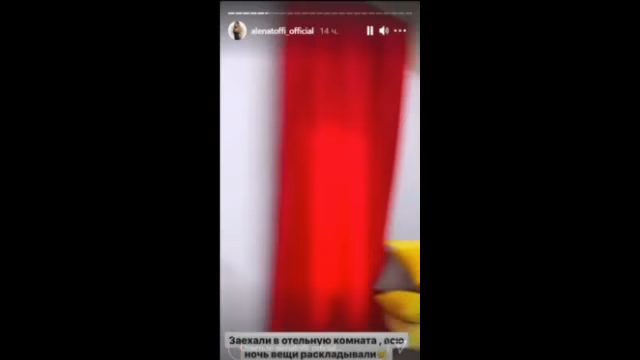 alenatoffi_official 14 ч.
Заехали в отельную комната , всю
ночь вещи раскладывали